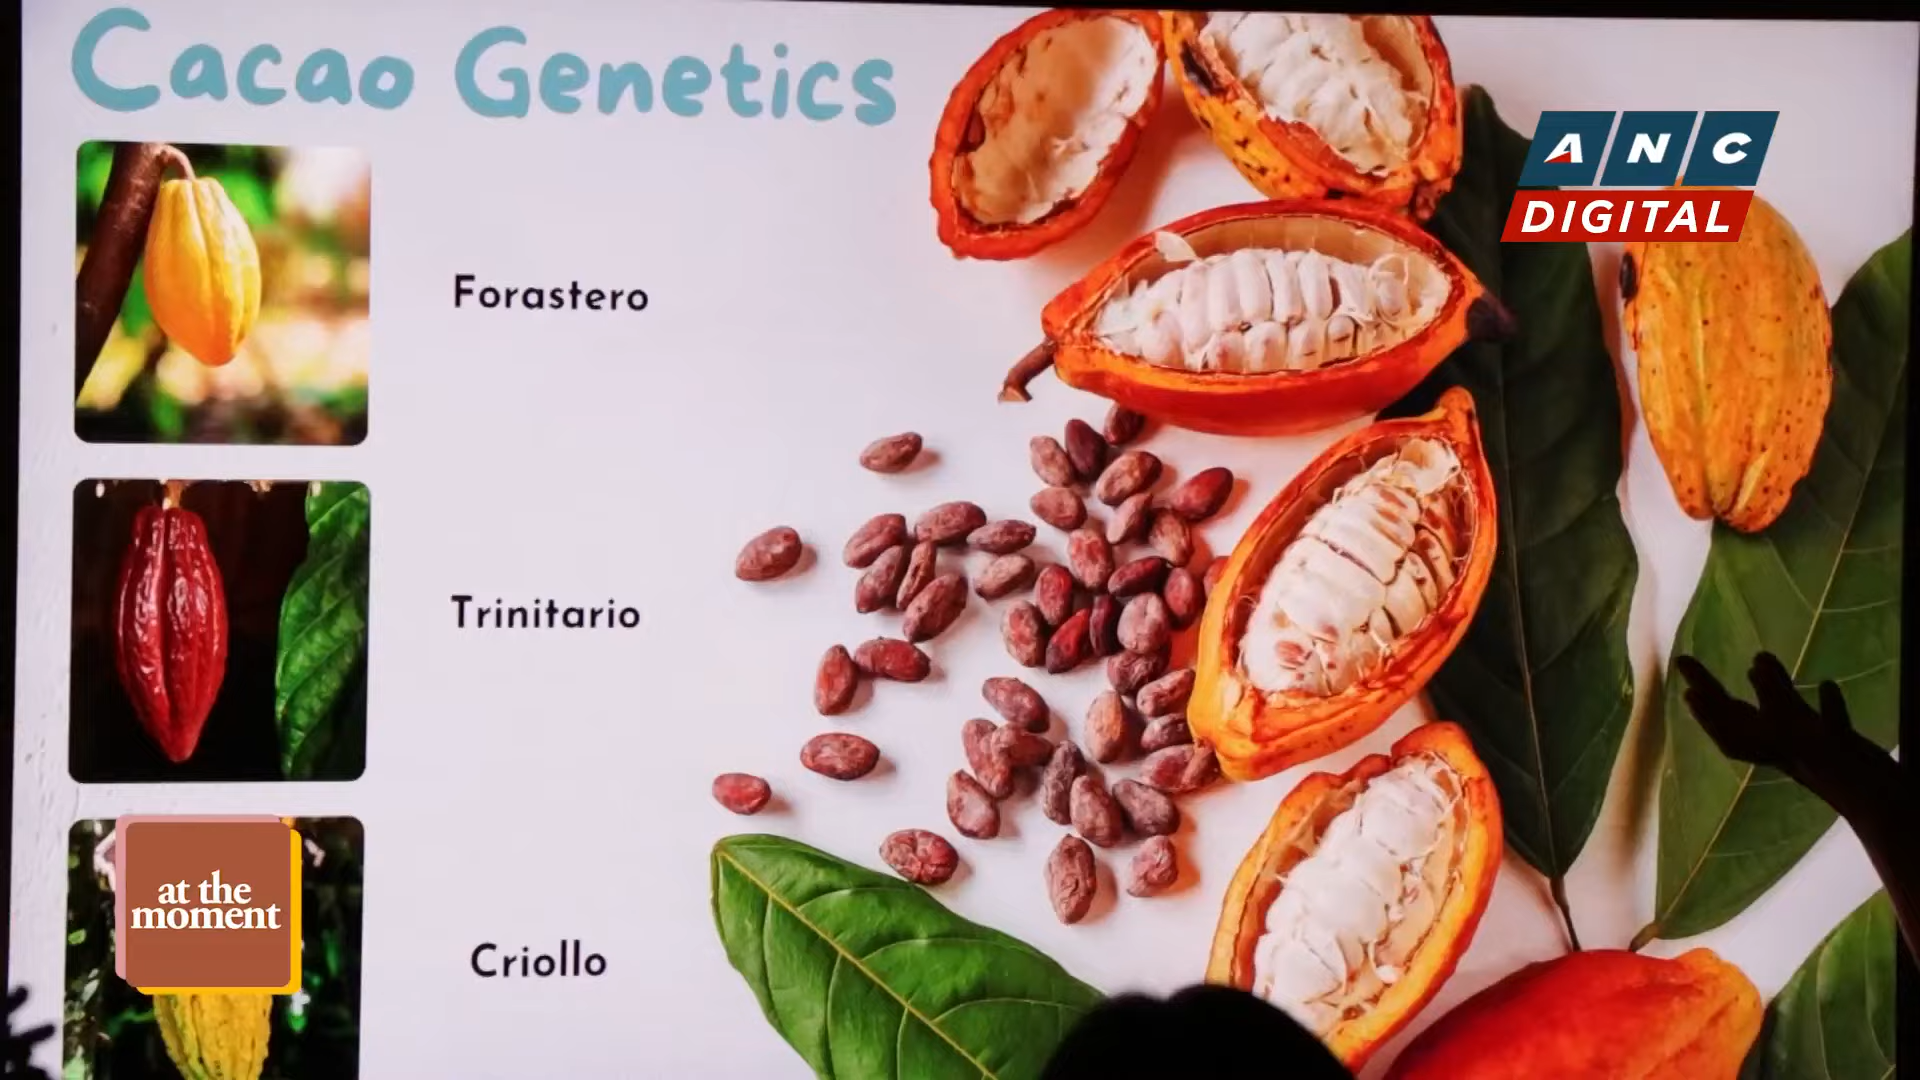 Cacao Genetics
ANC
DIGITAL
Forastero
Trinitario
at the
moment
Criollo